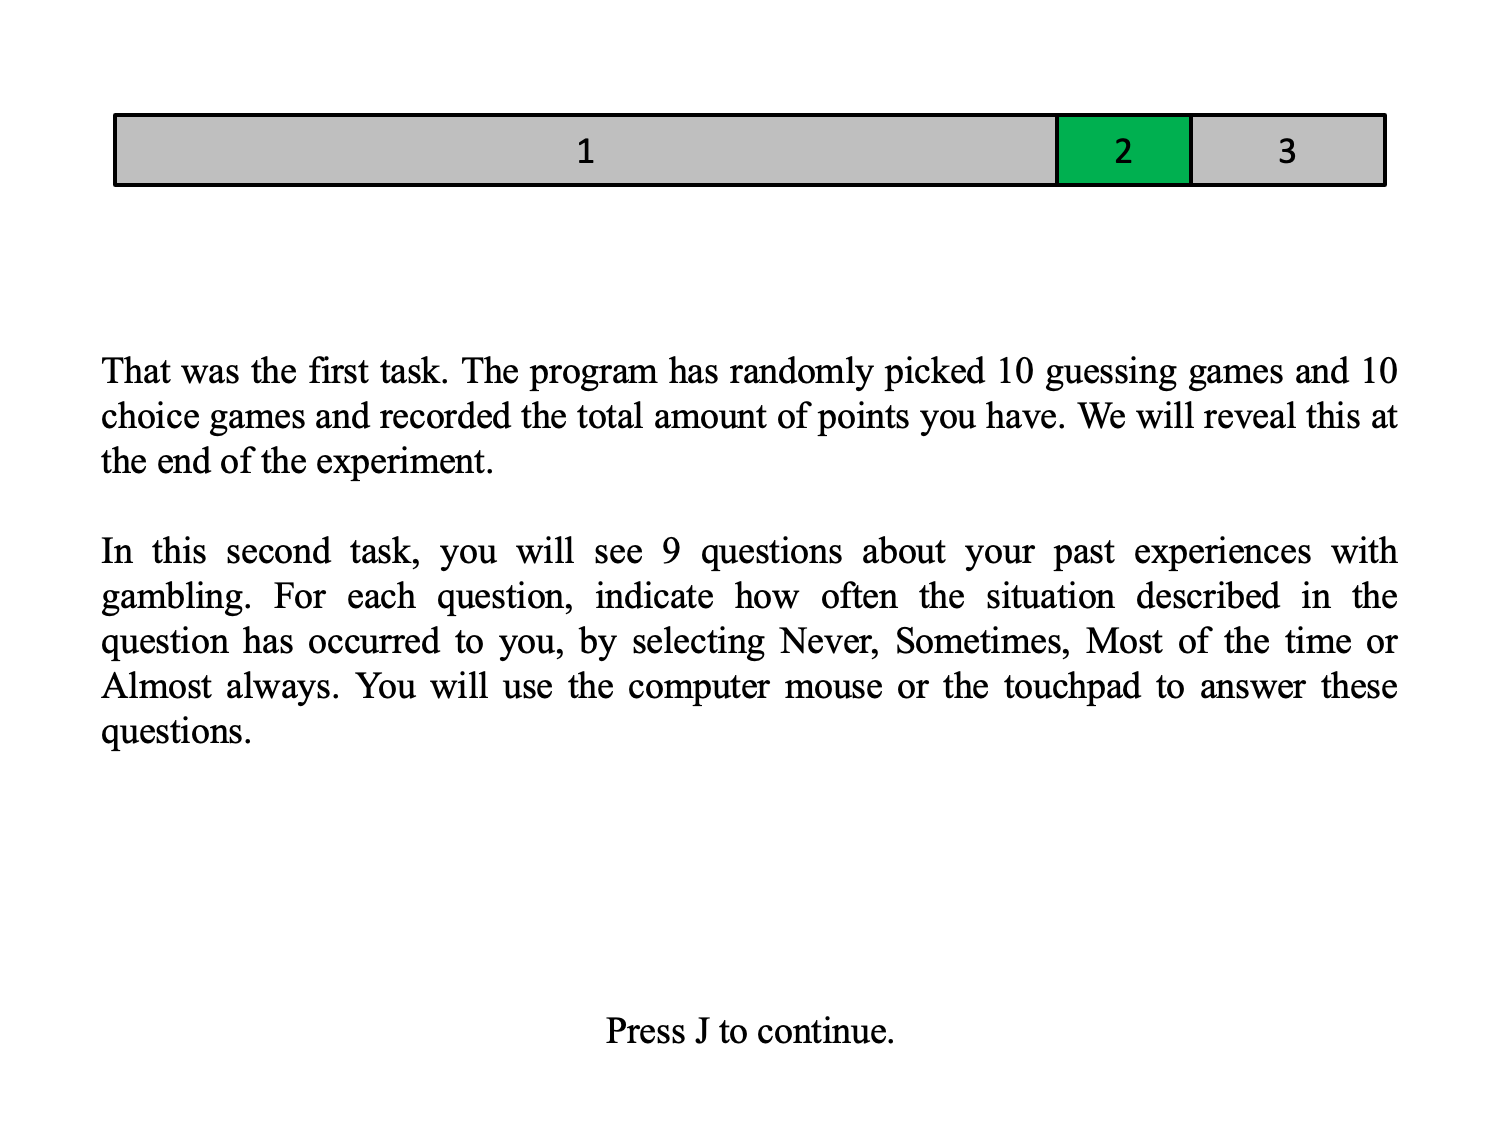 1 2 3
That was the first task. The program has randomly picked 10 guessing games and 10
choice games and recorded the total amount of points you have. We will reveal this at
the end of the experiment.
In this second task, you will see 9 questions about your past experiences with
gambling. For each question, indicate how often the situation described in the
question has occurred to you, by selecting Never, Sometimes, Most of the time or
Almost always. You will use the computer mouse or the touchpad to answer these
questions.
Press J to continue.